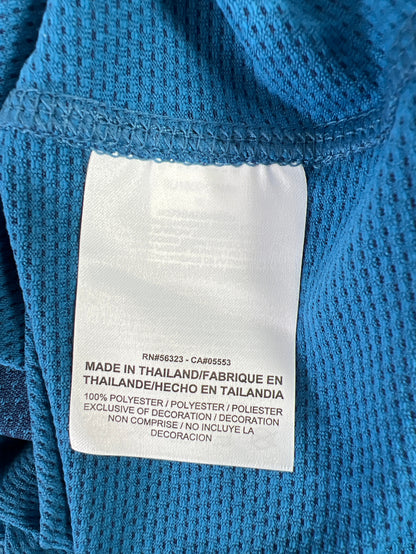 RN#56323 - CA#05553
MADE IN THAILAND/FABRIQUE EN
THAILANDE/HECHO EN TAILANDIA
100% POLYESTER / POLYESTER / POLIESTER
EXCLUSIVE OF DECORATION / DECORATION
NON COMPRISE / NO INCLUYE LA
DECORACION